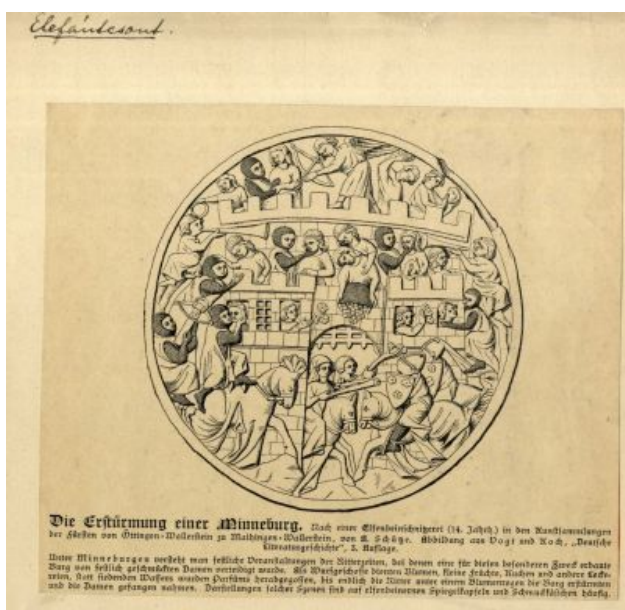 Elefántcsont.
Die Erstürmung einer Minneburg. Nach einer Elfenbeinschnitzerei (14. Jahrh.) in den Kunstsammlungen
der Fürsten von Öttingen-Wallerstein zu Maihingen-Wallerstein, von A. Schütze. Abbildung aus Vogt und Koch, „Deutsche
Literaturgeschichte“, 3. Auflage.
Unter Minneburgen versteht man festliche Veranstaltungen der Ritterzeiten, bei denen eine für diesen besonderen Zweck erbaute
Burg von festlich geschmückten Damen verteidigt wurde. Als Wurfgeschosse dienten Blumen, kleine Früchte, Kuchen und andere Lecke-
reien, statt siedenden Wassers wurden Parfüms herabgegossen, bis endlich die Ritter unter einem Blumenregen die Burg erstürmten
und die Damen gefangen nahmen. Darstellungen solcher Szenen sind auf elfenbeinernen Spiegelkapseln und Schmuckkästchen häufig.